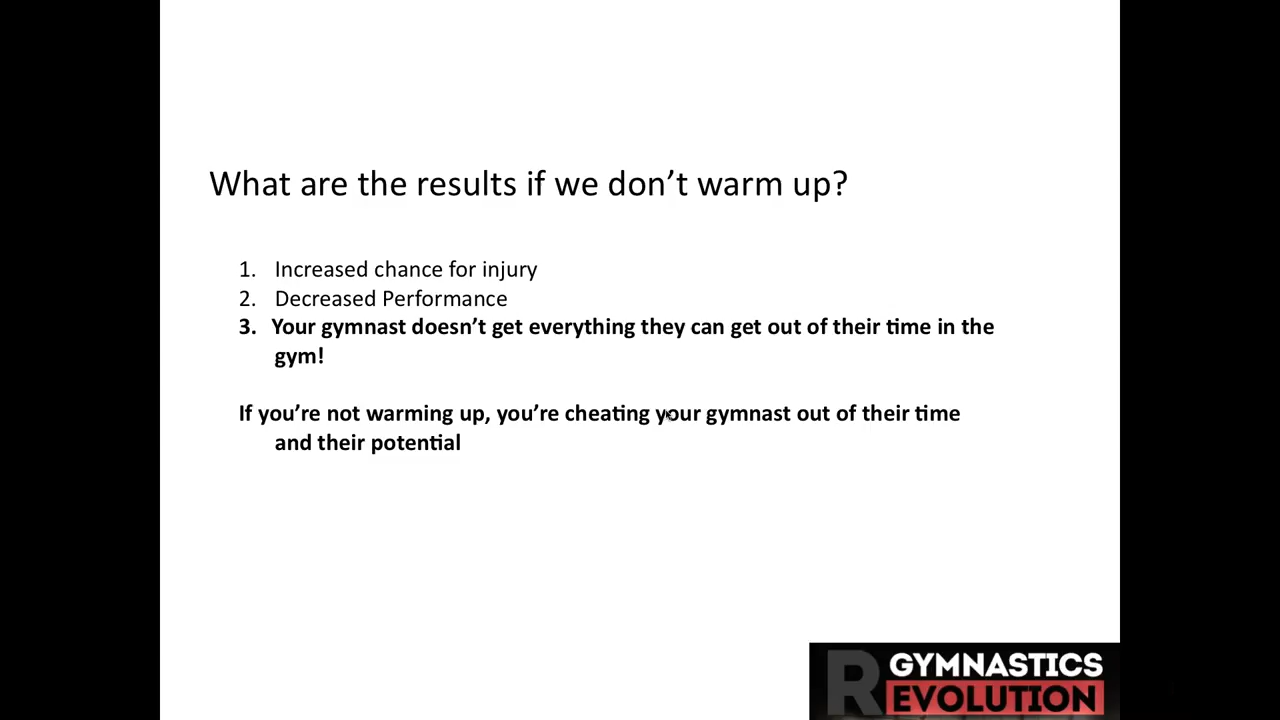 What are the results if we don’t warm up?
1. Increased chance for injury
2. Decreased Performance
3. Your gymnast doesn’t get everything they can get out of their time in the
gym!
If you’re not warming up, you’re cheating your gymnast out of their time
and their potential
R GYMNASTICS
EVOLUTION